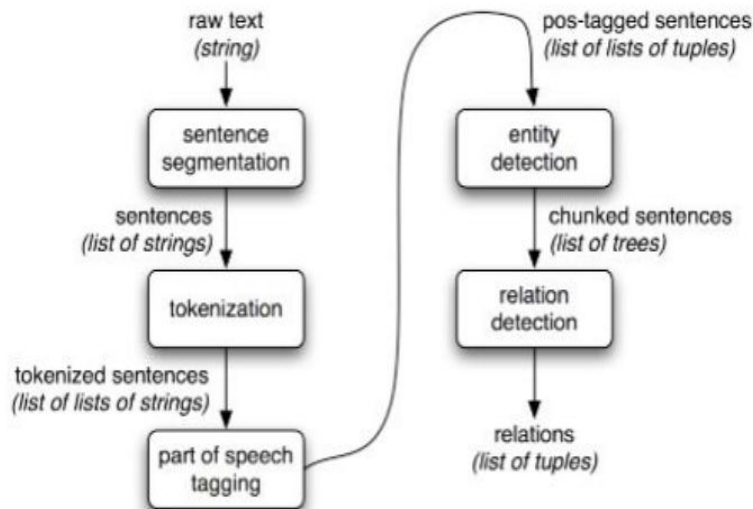 raw text
(string)
sentence
segmentation
sentences
(list of strings)
tokenization
tokenized sentences
(list of lists of strings)
part of speech
tagging
pos-tagged sentences
(list of lists of tuples)
entity
detection
chunked sentences
(list of trees)
relation
detection
relations
(list of tuples)